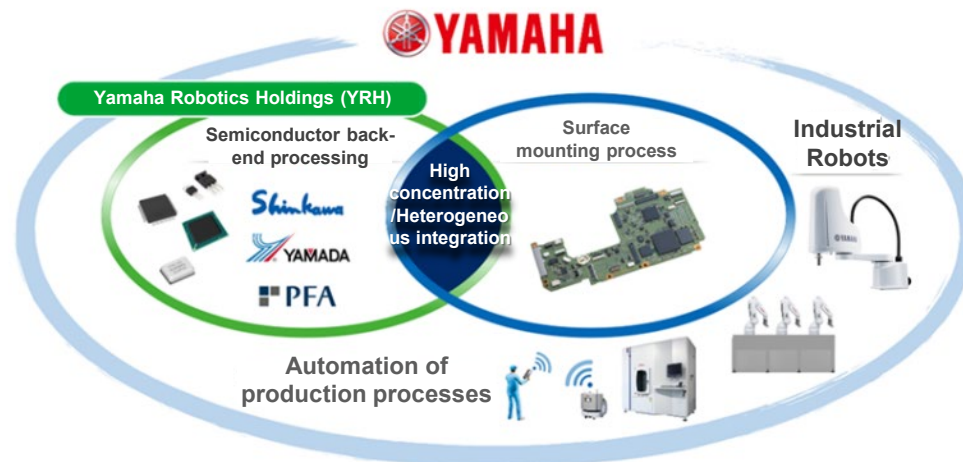 YAMAHA
Yamaha Robotics Holdings (YRH)
Semiconductor back-
end processing
Surface
mounting process
Industrial
Robots
High
concentration
/Heterogeneo
us integration
Shinkawa
YAMADA
PFA
YAMAHA
Automation of
production processes